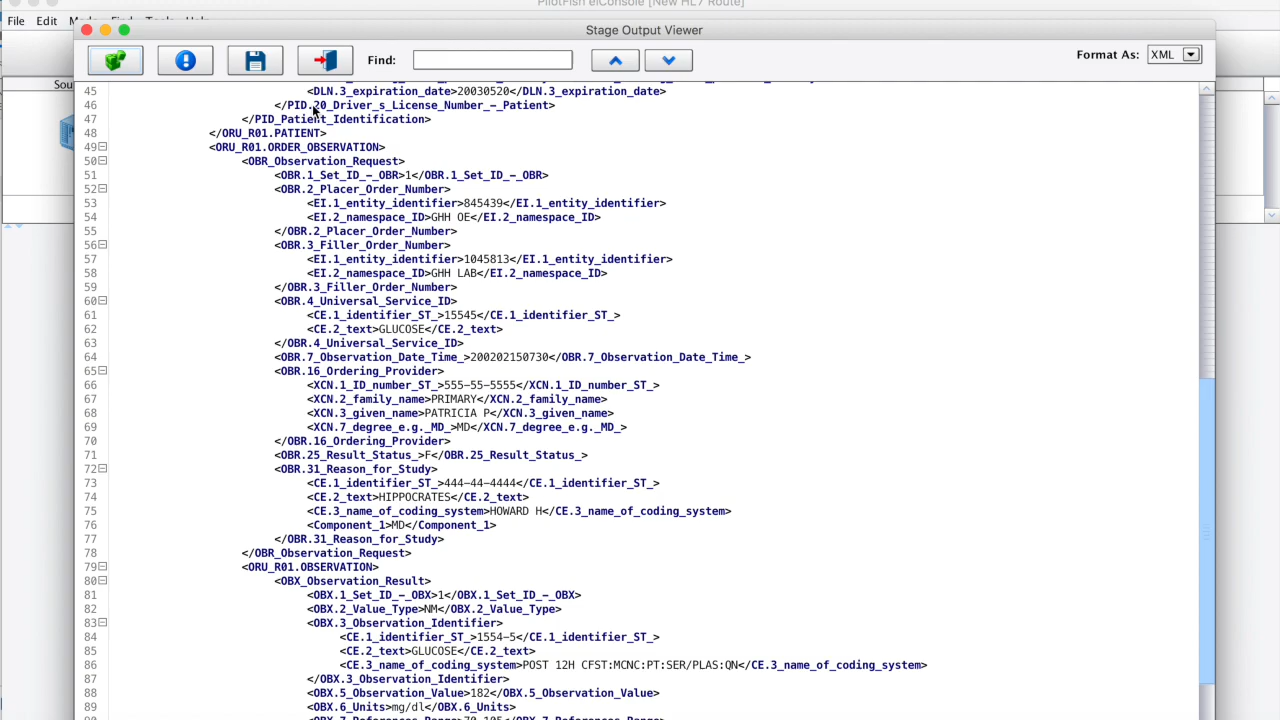 PilotFish eiConsole [New HL7 Route]
File Edit
Stage Output Viewer
Find:
Format As: XML
Sou
45 <DLN.3_expiration_date>20030520</DLN.3_expiration_date>
46 </PID.20_Driver_s_License_Number_-_Patient>
47 </PID_Patient_Identification>
48 </ORU_R01.PATIENT>
49 <ORU_R01.ORDER_OBSERVATION>
50 <OBR_Observation_Request>
51 <OBR.1_Set_ID_-_OBR>1</OBR.1_Set_ID_-_OBR>
52 <OBR.2_Placer_Order_Number>
53 <EI.1_entity_identifier>845439</EI.1_entity_identifier>
54 <EI.2_namespace_ID>GHH OE</EI.2_namespace_ID>
55 </OBR.2_Placer_Order_Number>
56 <OBR.3_Filler_Order_Number>
57 <EI.1_entity_identifier>1045813</EI.1_entity_identifier>
58 <EI.2_namespace_ID>GHH LAB</EI.2_namespace_ID>
59 </OBR.3_Filler_Order_Number>
60 <OBR.4_Universal_Service_ID>
61 <CE.1_identifier_ST_>15545</CE.1_identifier_ST_>
62 <CE.2_text>GLUCOSE</CE.2_text>
63 </OBR.4_Universal_Service_ID>
64 <OBR.7_Observation_Date_Time_>200202150730</OBR.7_Observation_Date_Time_>
65 <OBR.16_Ordering_Provider>
66 <XCN.1_ID_number_ST_>555-55-5555</XCN.1_ID_number_ST_>
67 <XCN.2_family_name>PRIMARY</XCN.2_family_name>
68 <XCN.3_given_name>PATRICIA P</XCN.3_given_name>
69 <XCN.7_degree_e.g._MD_>MD</XCN.7_degree_e.g._MD_>
70 </OBR.16_Ordering_Provider>
71 <OBR.25_Result_Status_>F</OBR.25_Result_Status_>
72 <OBR.31_Reason_for_Study>
73 <CE.1_identifier_ST_>444-44-4444</CE.1_identifier_ST_>
74 <CE.2_text>HIPPOCRATES</CE.2_text>
75 <CE.3_name_of_coding_system>HOWARD H</CE.3_name_of_coding_system>
76 <Component_1>MD</Component_1>
77 </OBR.31_Reason_for_Study>
78 </OBR_Observation_Request>
79 <ORU_R01.OBSERVATION>
80 <OBX_Observation_Result>
81 <OBX.1_Set_ID_-_OBX>1</OBX.1_Set_ID_-_OBX>
82 <OBX.2_Value_Type>NM</OBX.2_Value_Type>
83 <OBX.3_Observation_Identifier>
84 <CE.1_identifier_ST_>1554-5</CE.1_identifier_ST_>
85 <CE.2_text>GLUCOSE</CE.2_text>
86 <CE.3_name_of_coding_system>POST 12H CFST:MCNC:PT:SER/PLAS:QN</CE.3_name_of_coding_system>
87 </OBX.3_Observation_Identifier>
88 <OBX.5_Observation_Value>182</OBX.5_Observation_Value>
89 <OBX.6_Units>mg/dl</OBX.6_Units>